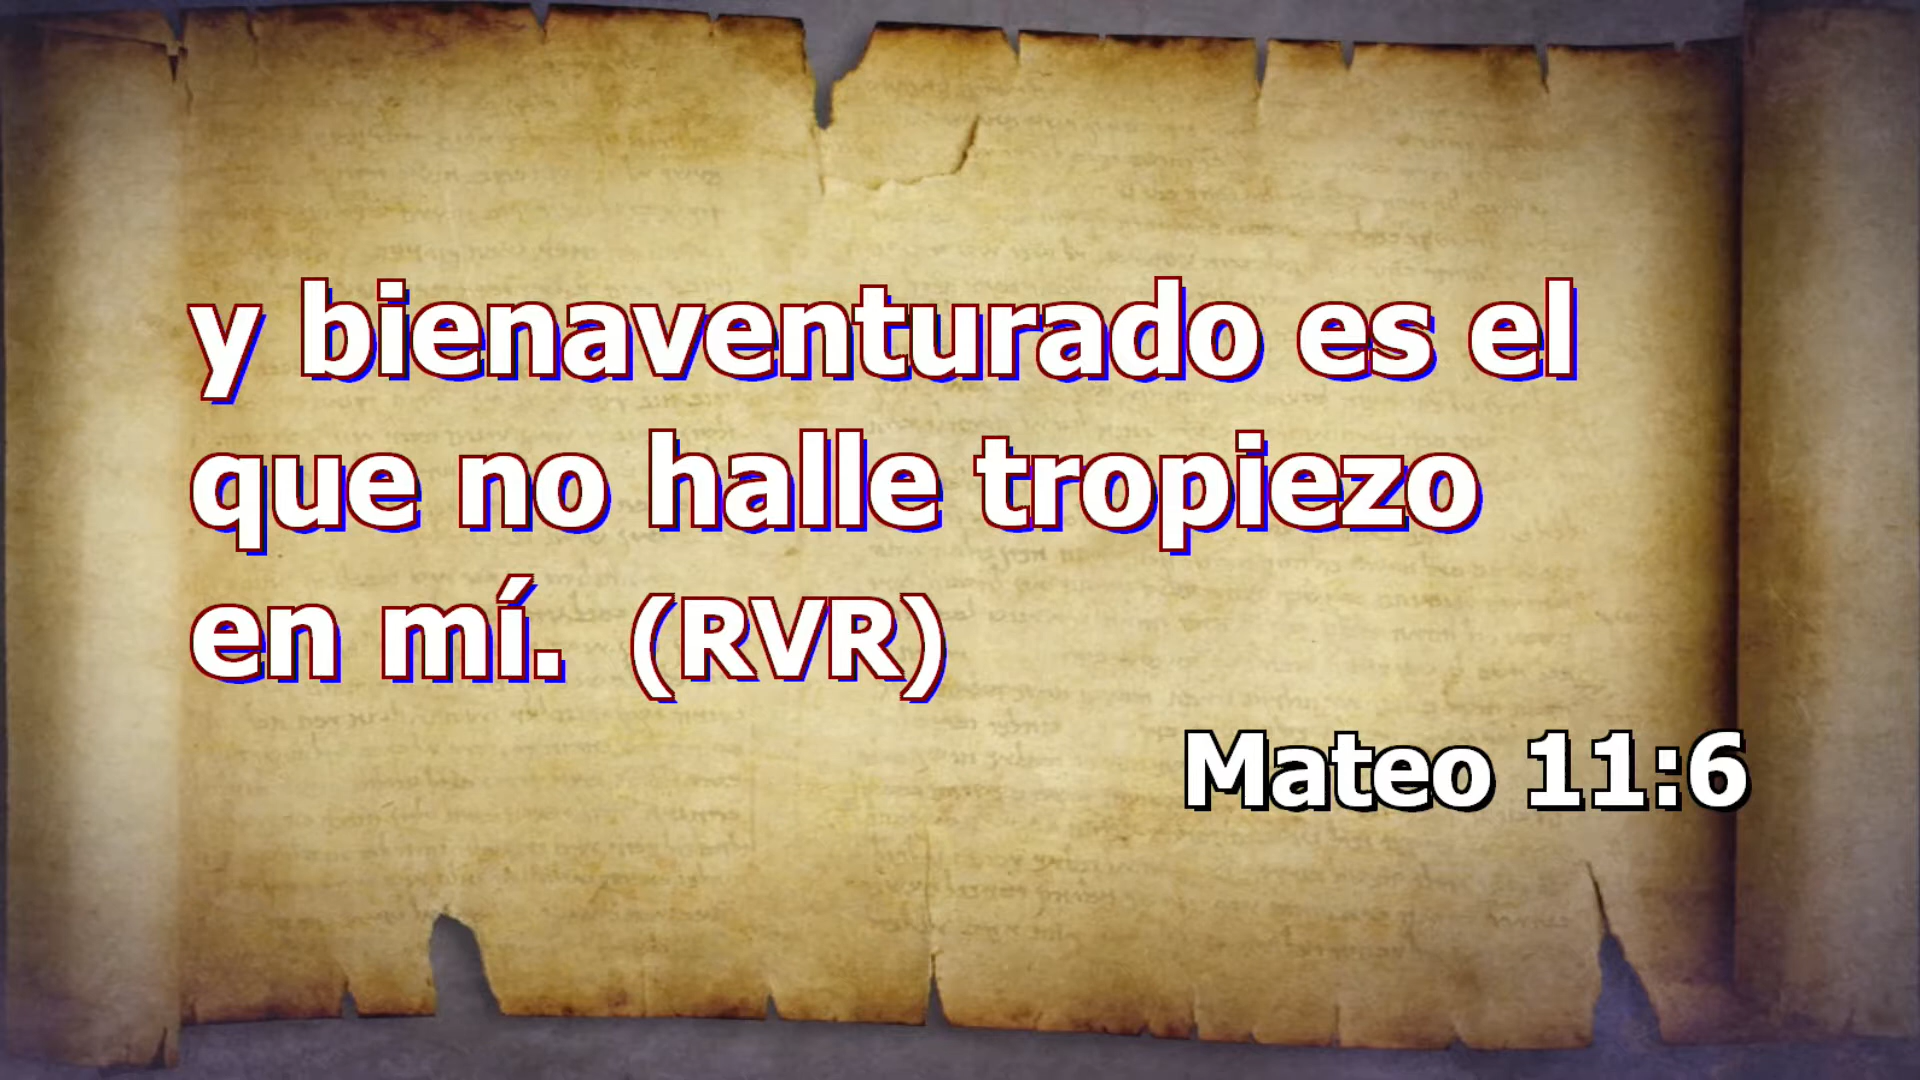 y bienaventurado es el
que no halle tropiezo
en mí. (RVR)
Mateo 11:6